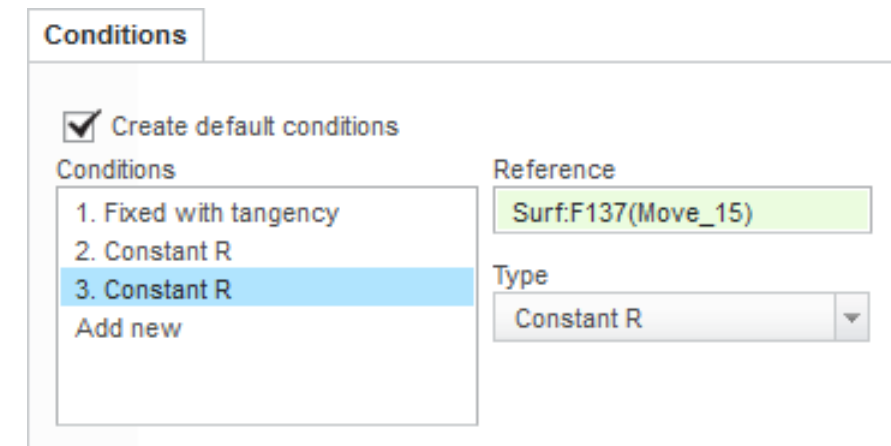 Conditions
Create default conditions
Conditions
1. Fixed with tangency
2. Constant R
3. Constant R
Add new
Reference
Surf:F137(Move_15)
Type
Constant R